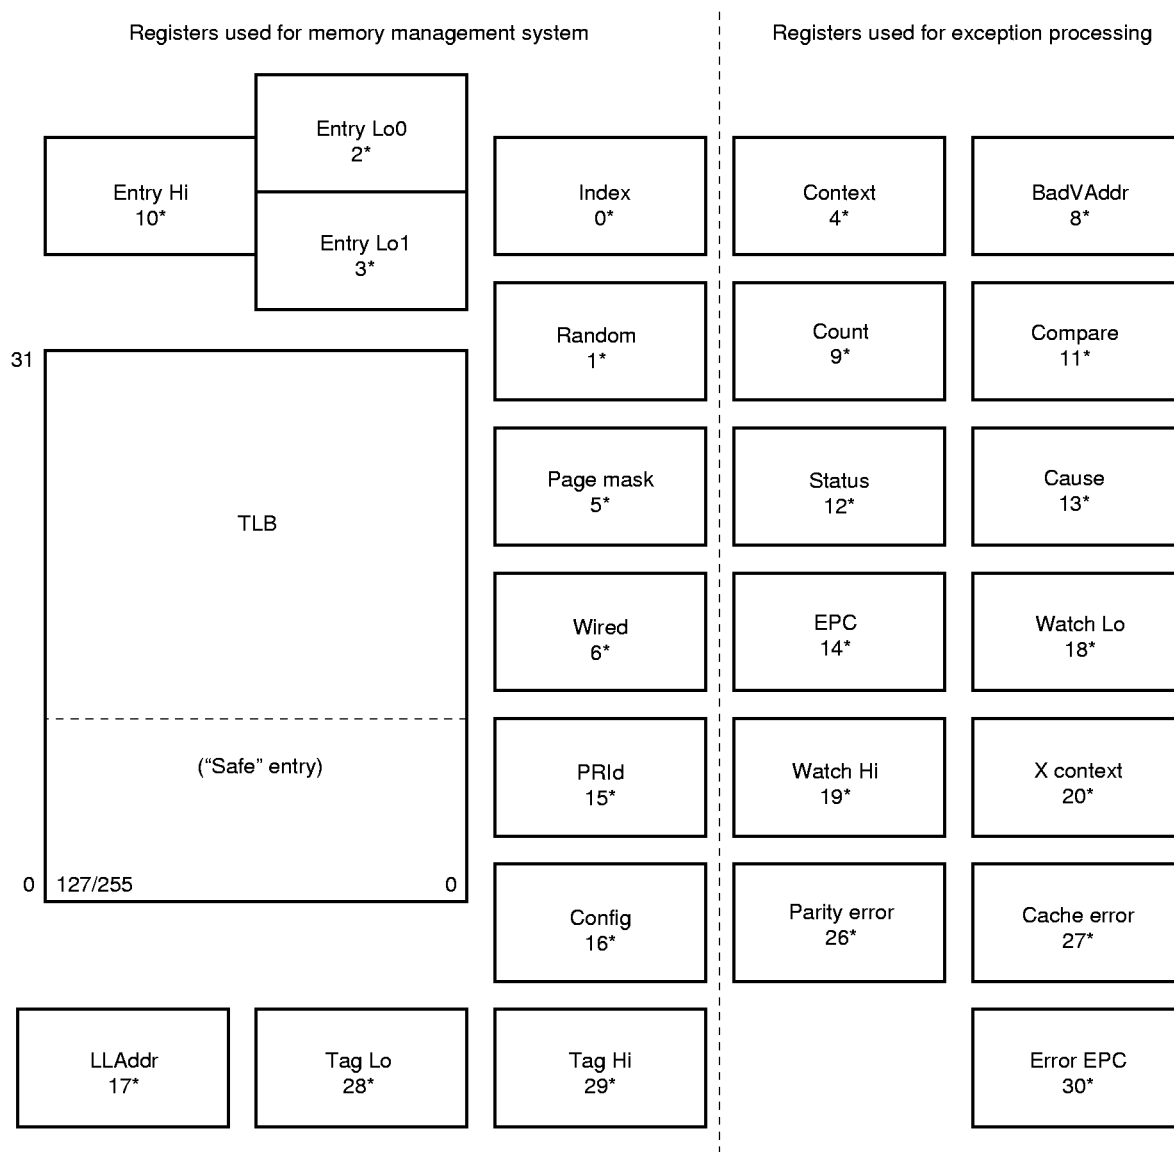 Registers used for memory management system
Registers used for exception processing
Entry Lo0
2*
Entry Hi
10*
Entry Lo1
3*
Index
0*
Context
4*
BadVAddr
8*
Random
1*
Count
9*
Compare
11*
31
TLB
Page mask
5*
Status
12*
Cause
13*
Wired
6*
EPC
14*
Watch Lo
18*
(“Safe” entry)
PRId
15*
Watch Hi
19*
X context
20*
0
127/255
0
Config
16*
Parity error
26*
Cache error
27*
LLAddr
17*
Tag Lo
28*
Tag Hi
29*
Error EPC
30*